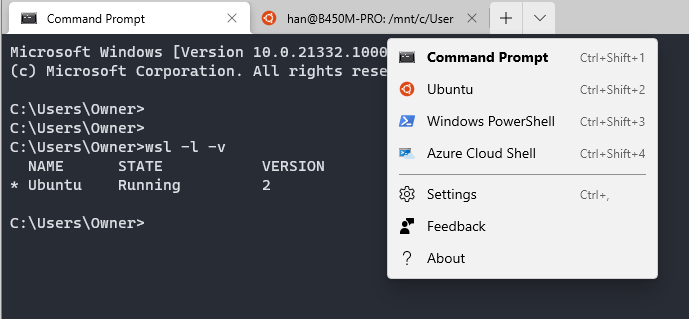 Command Prompt
han@B450M-PRO: /mnt/c/User
Microsoft Windows [Version 10.0.21332.1000
(c) Microsoft Corporation. All rights rese
C:\Users\Owner>
C:\Users\Owner>
C:\Users\Owner>wsl -l -v
NAME STATE VERSION
* Ubuntu Running 2
C:\Users\Owner>
Command Prompt Ctrl+Shift+1
Ubuntu Ctrl+Shift+2
Windows PowerShell Ctrl+Shift+3
Azure Cloud Shell Ctrl+Shift+4
Settings Ctrl+,
Feedback
? About